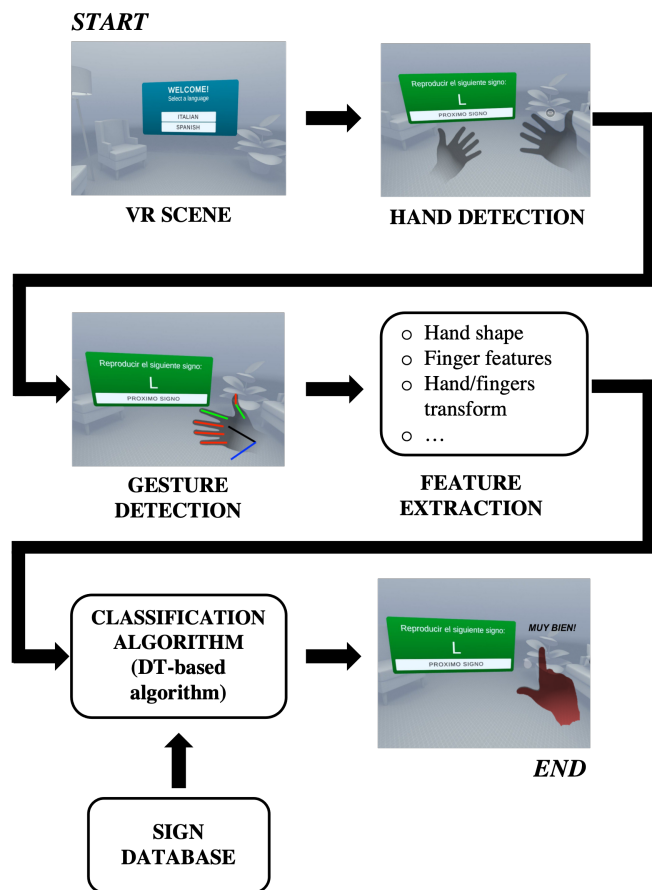 START
WELCOME!
Select a language
ITALIAN
SPANISH
VR SCENE
Reproducir el siguiente signo:
L
PROXIMO SIGNO
HAND DETECTION
Reproducir el siguiente signo:
L
PROXIMO SIGNO
GESTURE
DETECTION
Hand shape
Finger features
Hand/fingers
transform
…
FEATURE
EXTRACTION
CLASSIFICATION
ALGORITHM
(DT-based
algorithm)
Reproducir el siguiente signo:
L
PROXIMO SIGNO
MUY BIEN!
END
SIGN
DATABASE